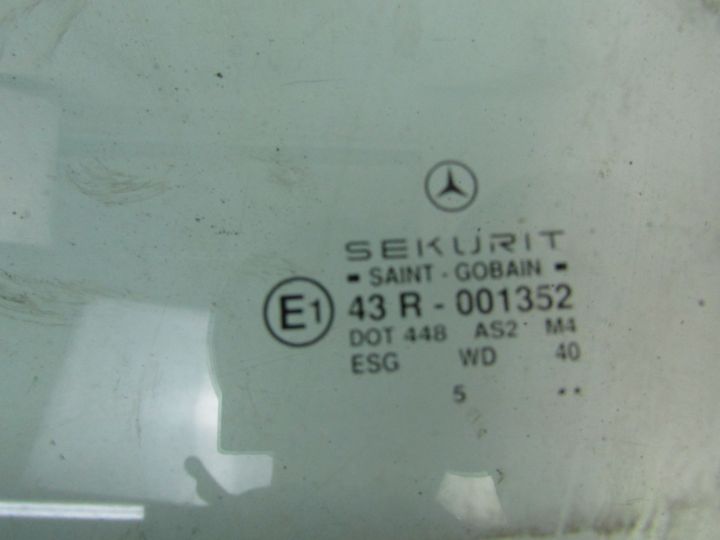 SEKURIT
- SAINT - GOBAIN -
E1 43 R - 001352
DOT 448 AS2 M4
ESG WD 40
5 ..